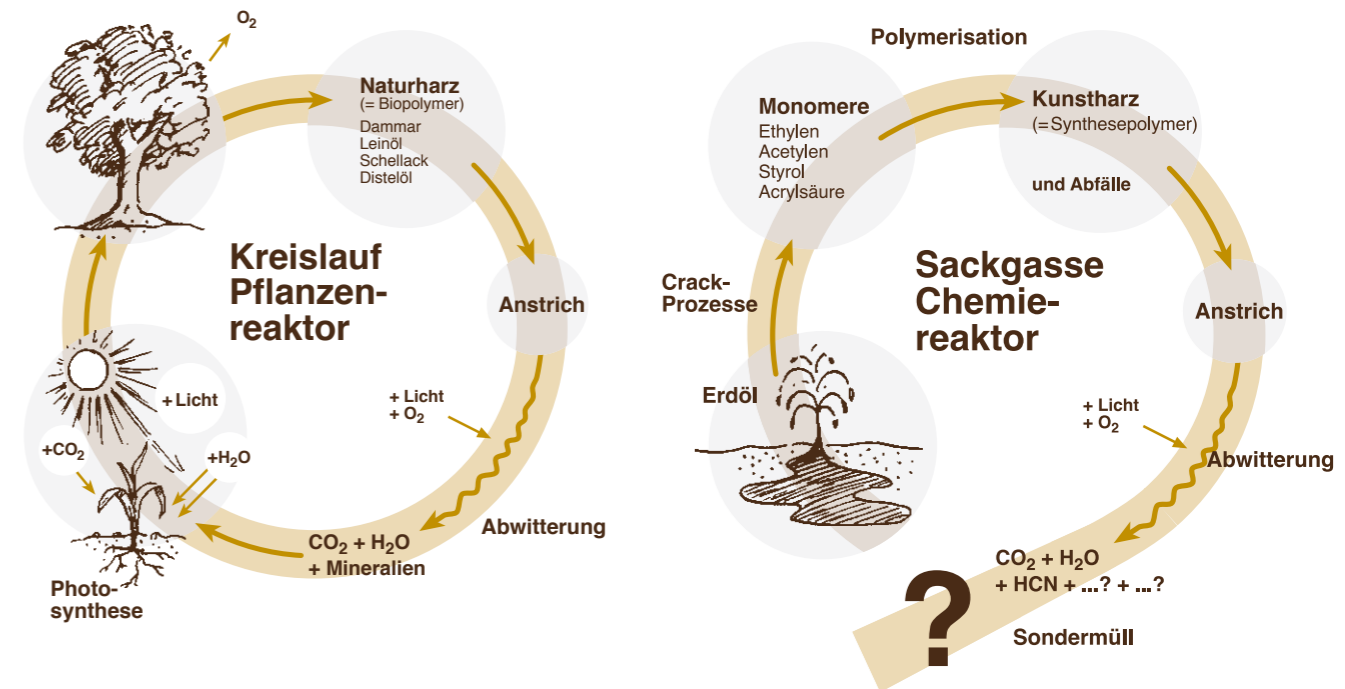 O₂
Naturharz
(= Biopolymer)
Dammar
Leinöl
Schellack
Distelöl
Kreislauf
Pflanzen-
reaktor
Anstrich
+ Licht
+ O₂
Abwitterung
CO₂ + H₂O
+ Mineralien
+ Licht
+CO₂
+H₂O
Photo-
synthese
Polymerisation
Monomere
Ethylen
Acetylen
Styrol
Acrylsäure
Kunstharz
(=Synthesepolymer)
und Abfälle
Sackgasse
Chemie-
reaktor
Crack-
Prozesse
Erdöl
Anstrich
+ Licht
+ O₂
Abwitterung
CO₂ + H₂O
+ HCN + ...? + ...?
?
Sondermüll